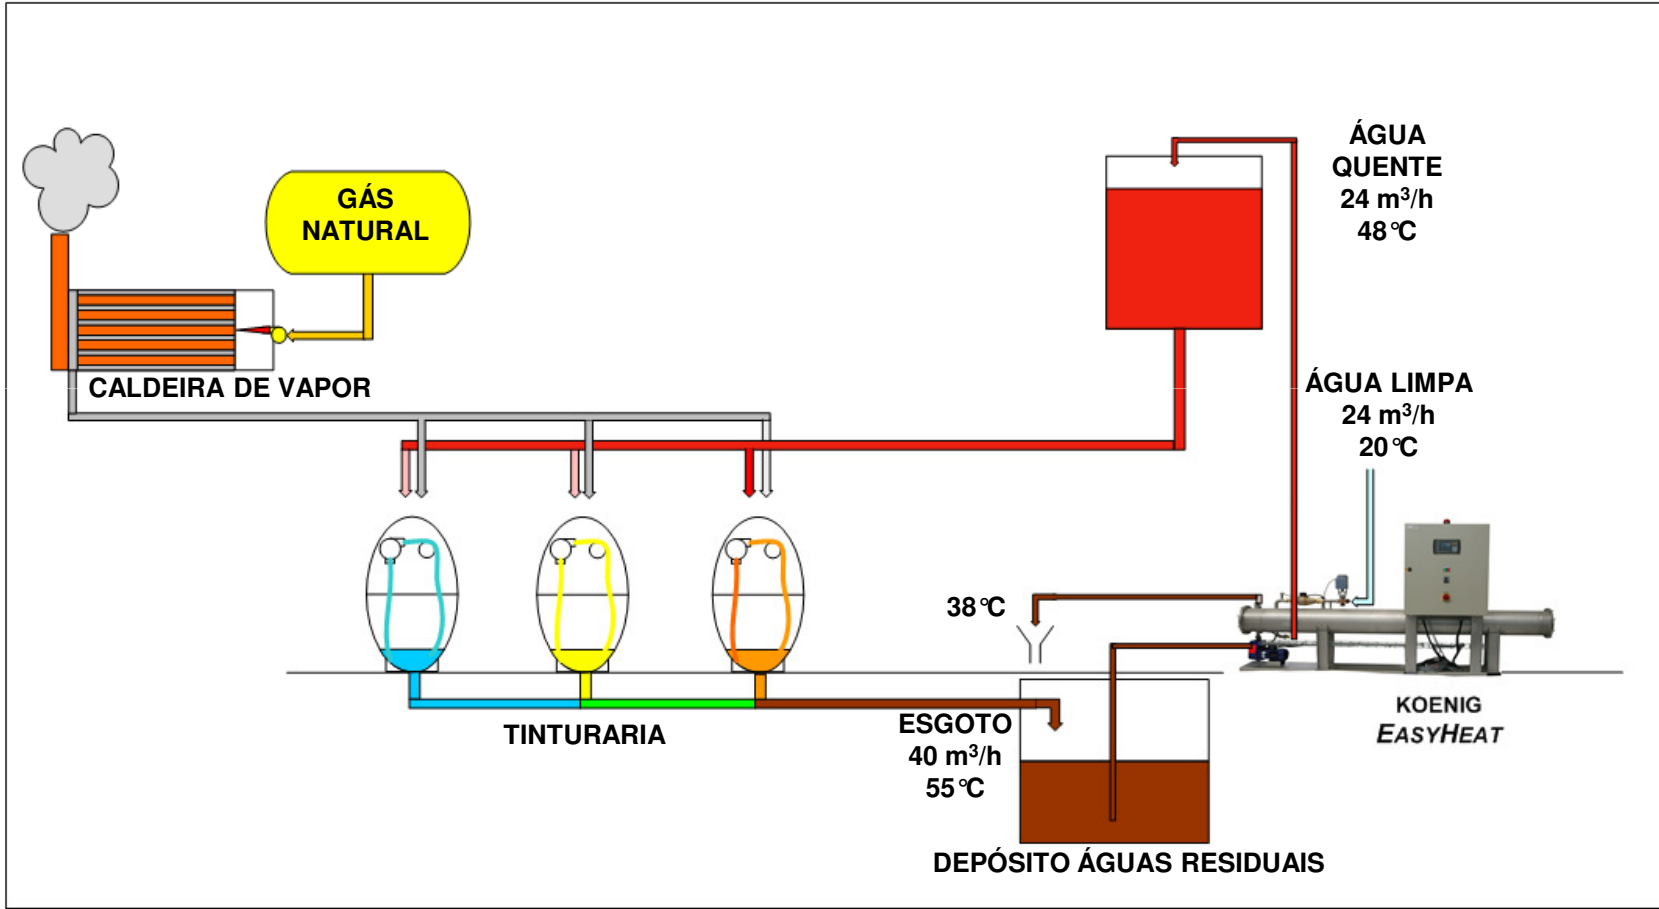 GÁS
NATURAL
CALDEIRA DE VAPOR
ÁGUA
QUENTE
24 m³/h
48°C
ÁGUA LIMPA
24 m³/h
20°C
38°C
TINTURARIA
ESGOTO
40 m³/h
55°C
DEPÓSITO ÁGUAS RESIDUAIS
KOENIG
EASYHEAT